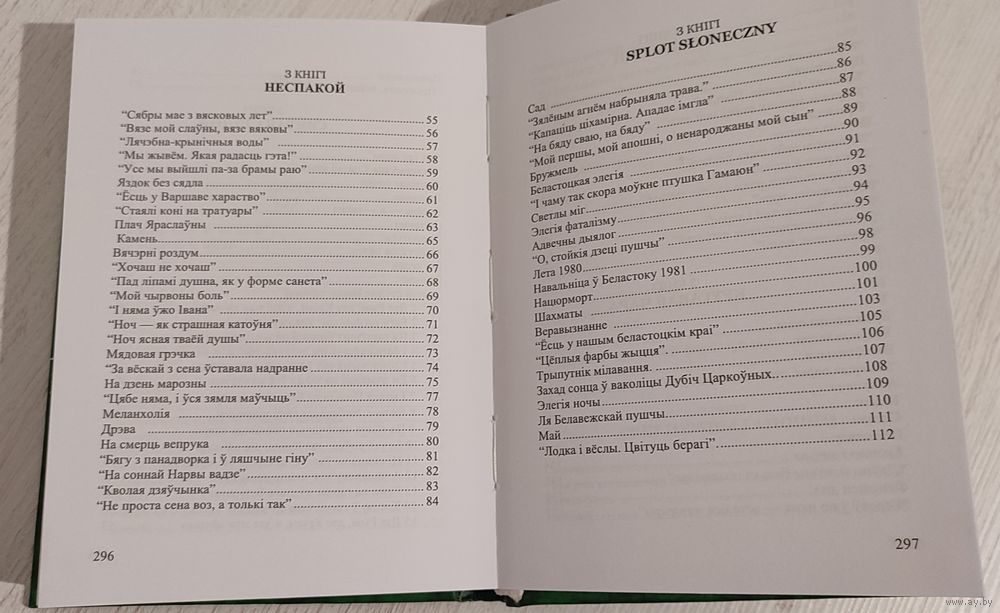 З КНІГІ
НЕСПАКОЙ
“Сябры мае з вясковых лет” 55
“Вязе мой слаўны, вязе вяковы” 56
“Лячэбна-крынічныя воды” 57
“Мы жывём. Якая радасць гэта!” 58
“Усе мы выйшлі па-за брамы раю” 59
Яздок без сядла 60
“Ёсць у Варшаве хараство” 61
“Стаялі коні на тратуары” 62
Плач Яраслаўны 63
Камень 65
Вячэрні роздум 66
“Хочаш не хочаш” 67
“Пад ліпамі душна, як у форме санета” 68
“Мой чырвоны боль” 69
“І няма ўжо Івана” 70
“Ноч — як страшная катоўня” 71
“Ноч ясная тваёй душы” 72
Мядовая грэчка 73
“За вёскай з сена ўставала надранне 74
На дзень марозны 75
“Цябе няма, і ўся зямля маўчыць” 77
Меланхолія 78
Дрэва 79
На смерць вепрука 80
“Бягу з панадворка і ў ляшчыне гіну” 81
“На соннай Нарвы вадзе” 82
“Кволая дзяўчынка” 83
“Не проста сена воз, а толькі так” 84
296
З КНІГІ
SPLOT SŁONECZNY
Сад 85
“Зялёным агнём набрыняла трава.” 86
“Капаціць ціхамірна. Ападае імгла” 87
“На бяду сваю, на бяду” 88
“Мой першы, мой апошні, о ненароджаны мой сын” 89
Бружмель 90
Беластоцкая элегія 91
“І чаму так скора моўкне птушка Гамаюн” 92
Светлы міг 93
Элегія фаталізму 94
Адвечны дыялог 95
“О, стойкія дзеці пушчы” 96
Лета 1980 98
Навальніца ў Беластоку 1981 99
Нацюрморт 100
Шахматы 101
Веравызнанне 103
“Ёсць у нашым беластоцкім краі” 105
“Цёплыя фарбы жыцця”. 106
Трыпутнік мілавання. 107
Захад сонца ў ваколіцы Дубіч Царкоўных.. 108
Элегія ночы 109
Ля Белавежскай пушчы 110
Май 111
“Лодка і вёслы. Цвітуць берагі” 112
297
www.ay.by